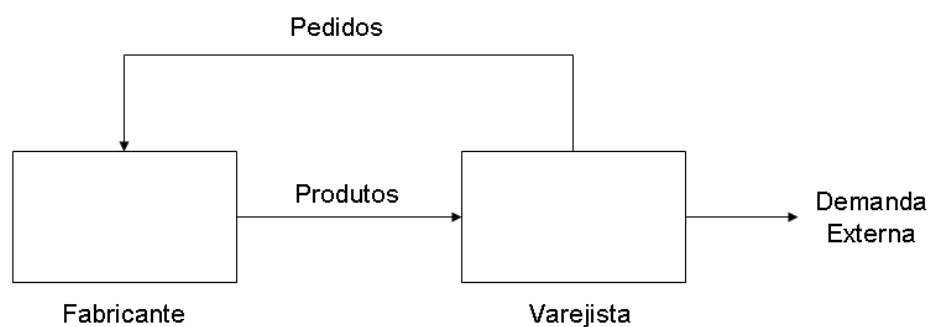 Pedidos
Produtos
Demanda
Externa
Fabricante
Varejista